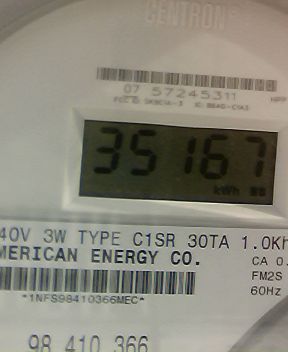 CENTRON®
07 57245311
35167
kWh
40V 3W TYPE C1SR 30TA 1.0Kh
MERICAN ENERGY CO.
CA 0.
FM2S
60Hz
*1NFS98410366MEC*
98 410 366